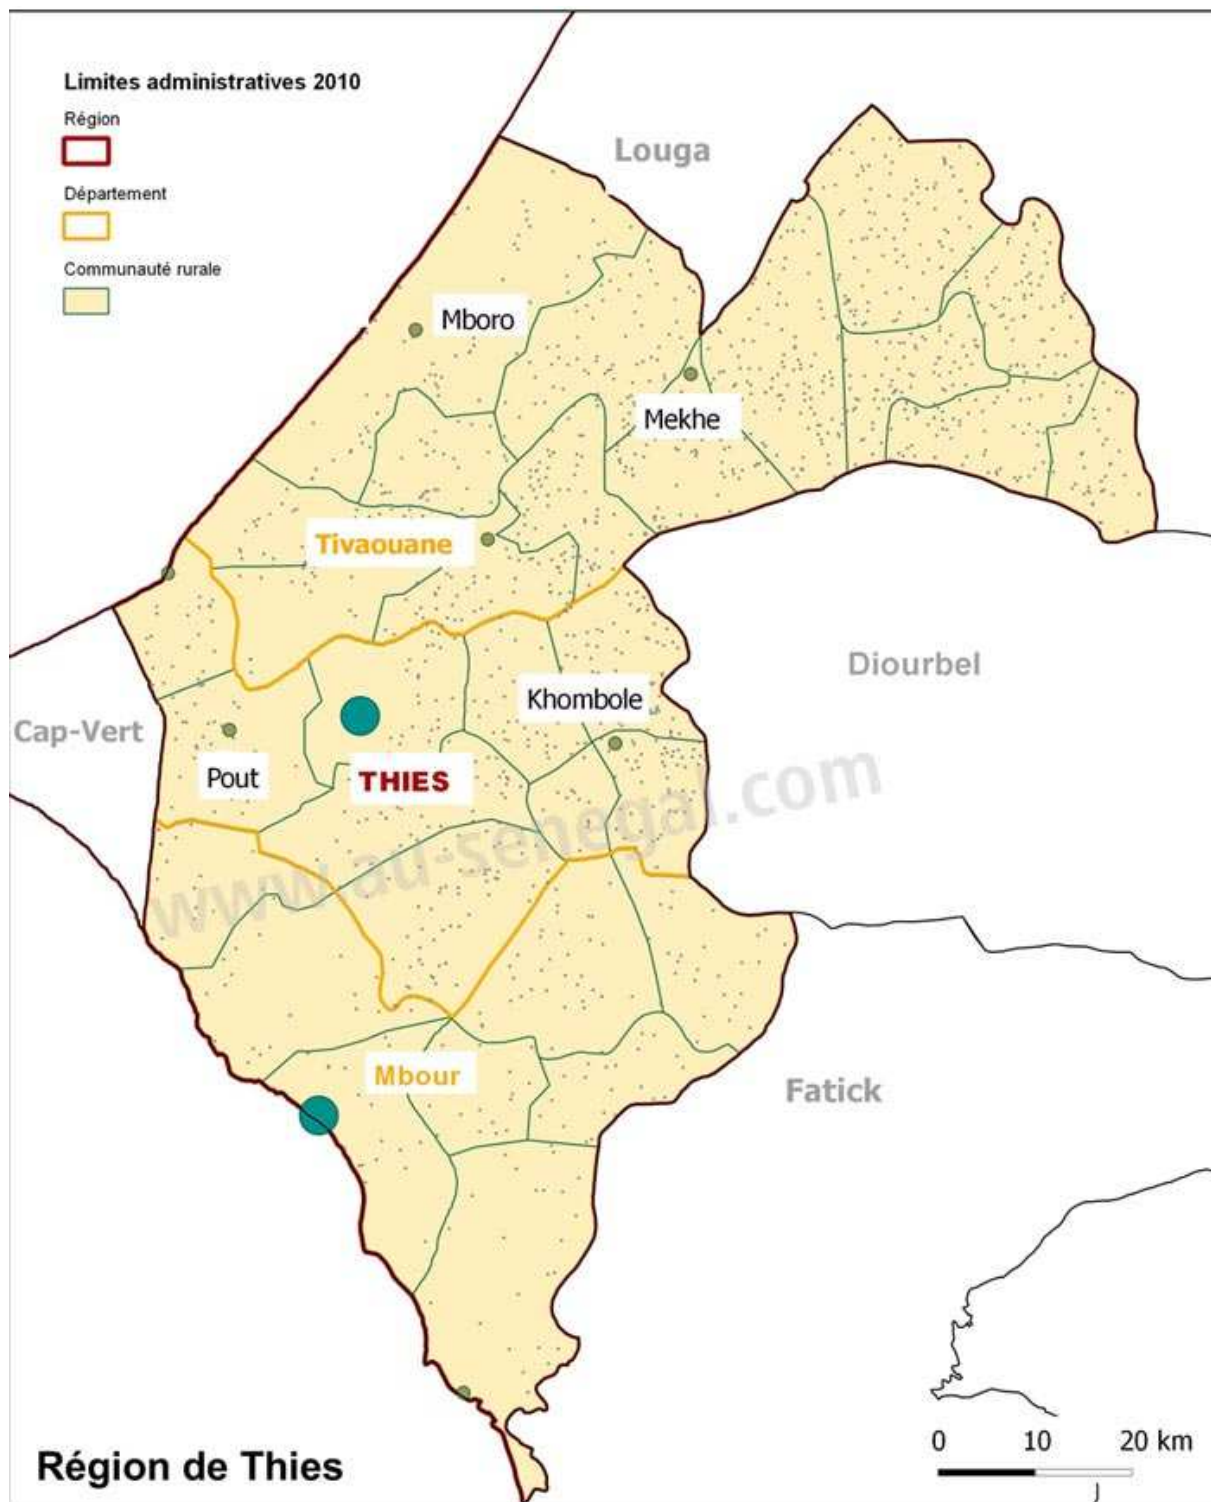 Limites administratives 2010
Région
Département
Communauté rurale
Louga
Mboro
Mekhe
Tivaouane
Diourbel
Khombole
Cap-Vert
Pout
THIES
www.au-senegal.com
Mbour
Fatick
0 10 20 km
Région de Thies